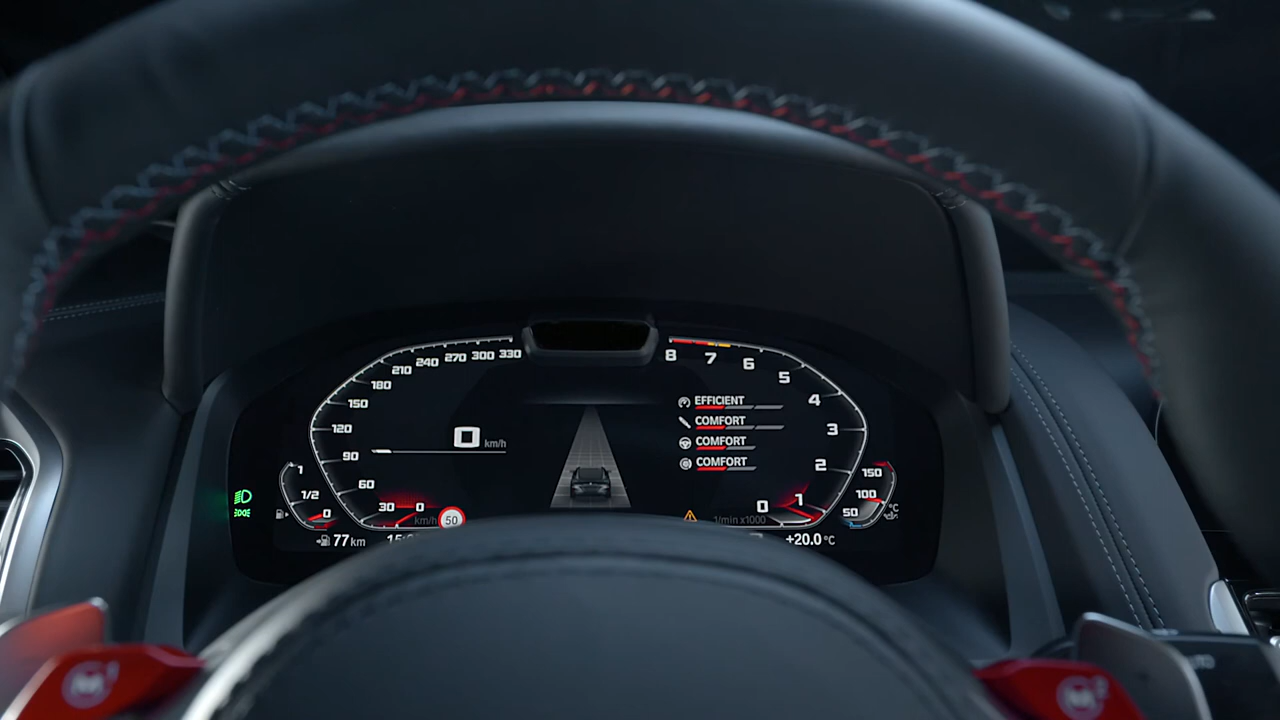 210 240 270 300 330
180
150
120
90
60
30 0
km/h 50
0 km/h
1
1/2
0
77 km
8 7 6 5 4 3 2 1 0
EFFICIENT
COMFORT
COMFORT
COMFORT
1/min x1000
150
100
50
°C
+20.0 °C
M1
M2